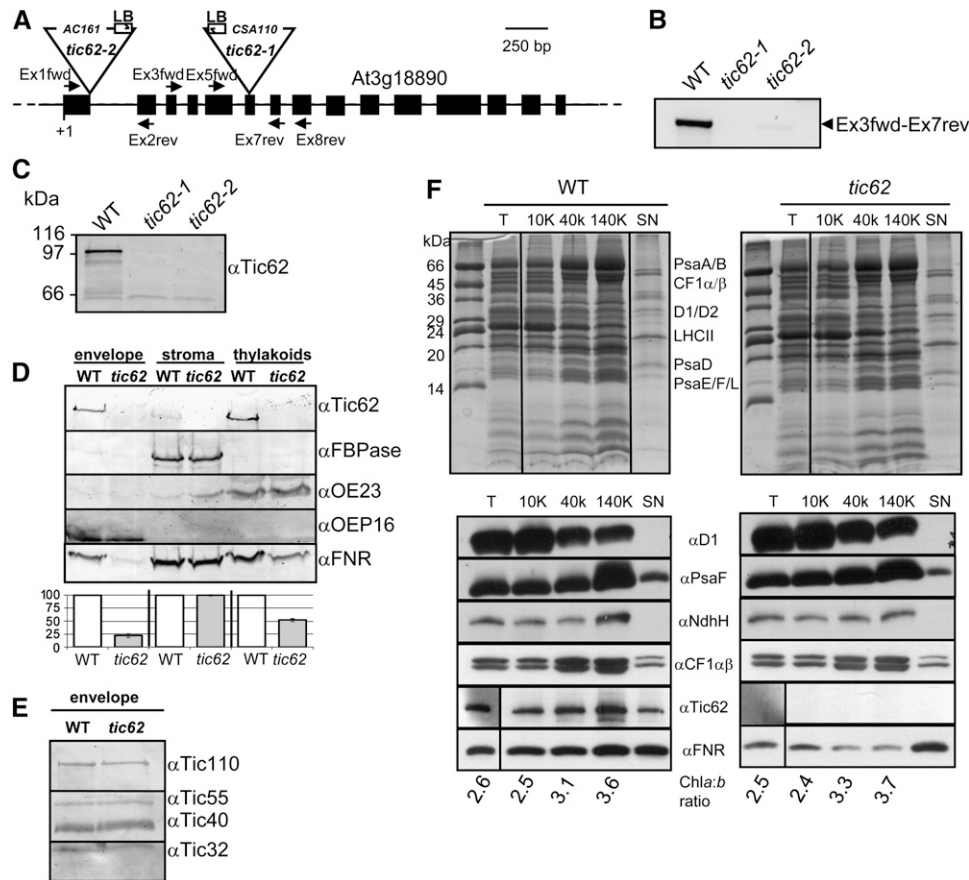 A
AC161
LB
tic62-2
LB
CSA110
tic62-1
250 bp
Ex1fwd
Ex3fwd
Ex5fwd
At3g18890
+1
Ex2rev
Ex7rev
Ex8rev
B
WT
tic62-1
tic62-2
Ex3fwd-Ex7rev
C
kDa
WT
tic62-1
tic62-2
116
97
66
αTic62
D
envelope stroma thylakoids
WT tic62 WT tic62 WT tic62
αTic62
αFBPase
αOE23
αOEP16
αFNR
100
75
50
25
0
100
75
50
25
0
WT tic62 WT tic62 WT tic62
E
envelope
WT tic62
αTic110
αTic55
αTic40
αTic32
F
WT
T 10K 40k 140K SN
kDa
66
45
36
29
24
20
14
PsaA/B
CF1α/β
D1/D2
LHCII
PsaD
PsaE/F/L
tic62
T 10K 40k 140K SN
T 10K 40k 140K SN
T 10K 40k 140K SN
αD1
αPsaF
αNdhH
αCF1αβ
αTic62
αFNR
2.6 2.5 3.1 3.6
Chla:b
ratio
2.5 2.4 3.3 3.7